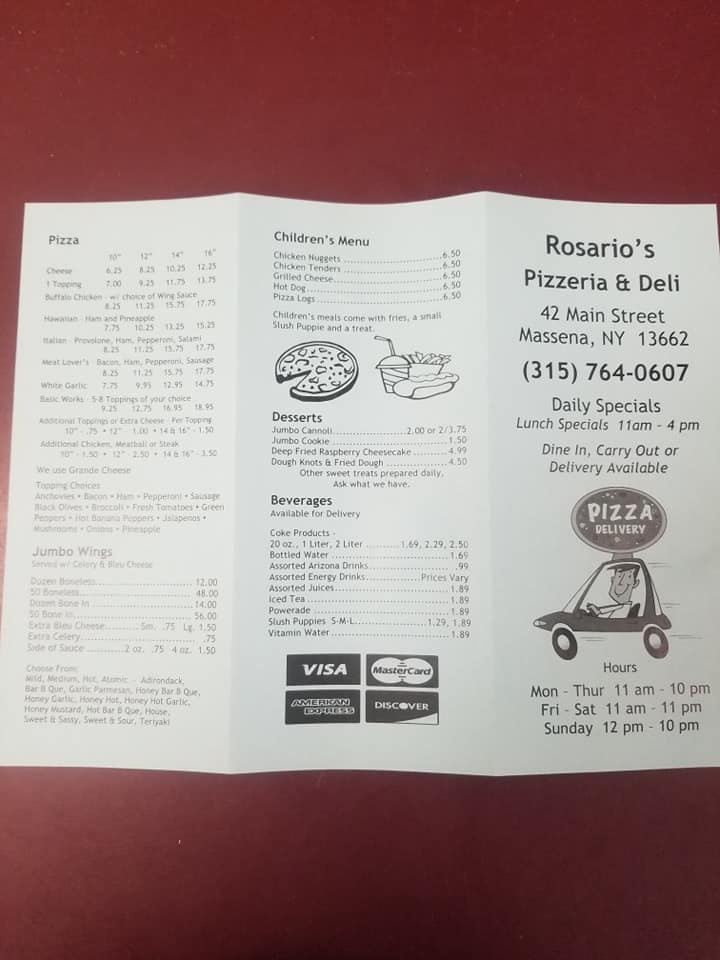 Pizza
10" 12" 14" 16"
Cheese 6.25 8.25 10.25 12.25
1 Topping 7.00 9.25 11.75 13.75
Buffalo Chicken - w/ choice of Wing Sauce
8.25 11.25 15.75 17.75
Hawaiian - Ham and Pineapple
7.75 10.25 13.25 15.25
Italian - Provolone, Ham, Pepperoni, Salami
8.25 11.25 15.75 17.75
Meat Lover's - Bacon, Ham, Pepperoni, Sausage
8.25 11.25 15.75 17.75
White Garlic 7.75 9.95 12.95 14.75
Basic Works - 5-8 Toppings of your choice
9.25 12.75 16.95 18.95
Additional Toppings or Extra Cheese - Per Topping
10" - .75 • 12" - 1.00 • 14 & 16" - 1.50
Additional Chicken, Meatball or Steak
10" - 1.50 • 12" - 2.50 • 14 & 16" - 3.50
We use Grande Cheese
Topping Choices
Anchovies • Bacon • Ham • Pepperoni • Sausage
Black Olives • Broccoli • Fresh Tomatoes • Green
Peppers • Hot Banana Peppers • Jalapenos •
Mushrooms • Onions • Pineapple
Jumbo Wings
Served w/ Celery & Bleu Cheese
Dozen Boneless 12.00
50 Boneless 48.00
Dozen Bone In 14.00
50 Bone In 56.00
Extra Bleu Cheese Sm. .75 Lg. 1.50
Extra Celery .75
Side of Sauce 2 oz. .75 4 oz. 1.50
Choose From:
Mild, Medium, Hot, Atomic - Adirondack,
Bar B Que, Garlic Parmesan, Honey Bar B Que,
Honey Garlic, Honey Hot, Honey Hot Garlic,
Honey Mustard, Hot Bar B Que, House,
Sweet & Sassy, Sweet & Sour, Teriyaki
Children's Menu
Chicken Nuggets 6.50
Chicken Tenders 6.50
Grilled Cheese 6.50
Hot Dog 6.50
Pizza Logs 6.50
Children's meals come with fries, a small
Slush Puppie and a treat.
Desserts
Jumbo Cannoli 2.00 or 2/3.75
Jumbo Cookie 1.50
Deep Fried Raspberry Cheesecake 4.99
Dough Knots & Fried Dough 4.50
Other sweet treats prepared daily,
Ask what we have.
Beverages
Available for Delivery
Coke Products -
20 oz., 1 Liter, 2 Liter 1.69, 2.29, 2.50
Bottled Water 1.69
Assorted Arizona Drinks .99
Assorted Energy Drinks Prices Vary
Assorted Juices 1.89
Iced Tea 1.89
Powerade 1.89
Slush Puppies S-M-L 1.29, 1.89
Vitamin Water 1.89
VISA
MasterCard
AMERICAN
EXPRESS
DISCOVER
Rosario's
Pizzeria & Deli
42 Main Street
Massena, NY 13662
(315) 764-0607
Daily Specials
Lunch Specials 11am - 4 pm
Dine In, Carry Out or
Delivery Available
PIZZA
DELIVERY
Hours
Mon - Thur 11 am - 10 pm
Fri - Sat 11 am - 11 pm
Sunday 12 pm - 10 pm